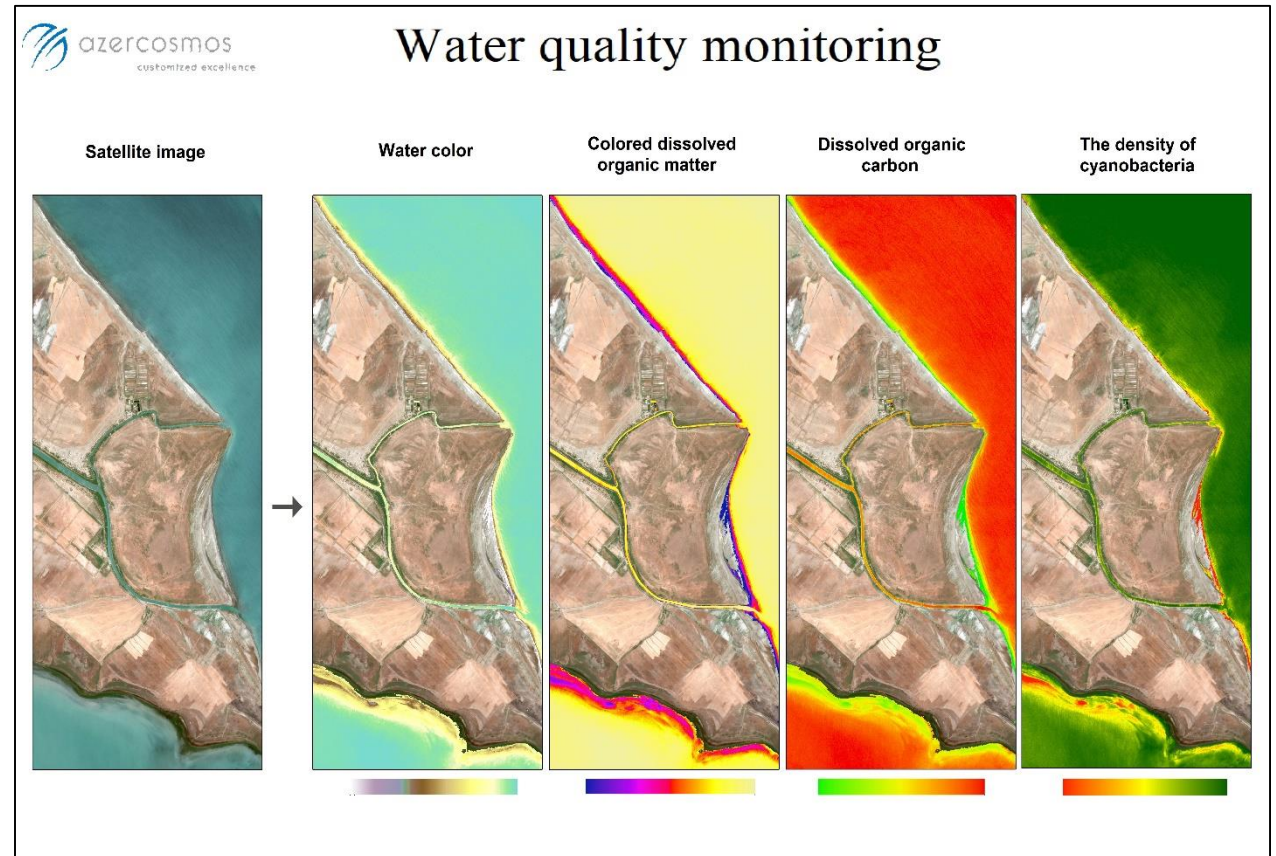 azercosmos
customized excellence
Water quality monitoring
Satellite image
Water color
Colored dissolved
organic matter
Dissolved organic
carbon
The density of
cyanobacteria